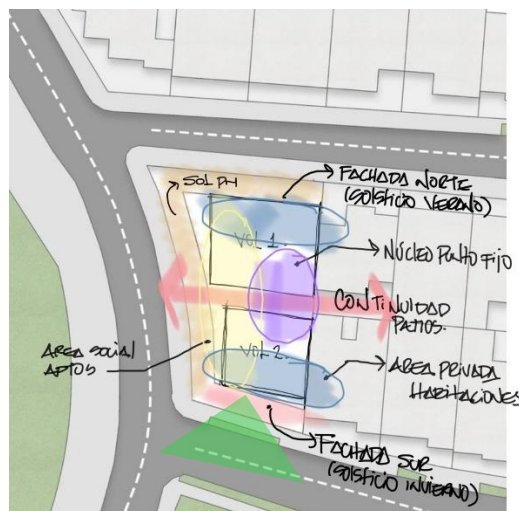 SOL PM
FACHADA NORTE
(SOLSTICIO VERANO)
VOL 1.
NÚCLEO PUNTO FIJO
CONTINUIDAD
PATIOS.
AREA SOCIAL
APTOS
VOL 2.
AREA PRIVADA
HABITACIONES
FACHADA SUR
(SOLSTICIO INVIERNO)